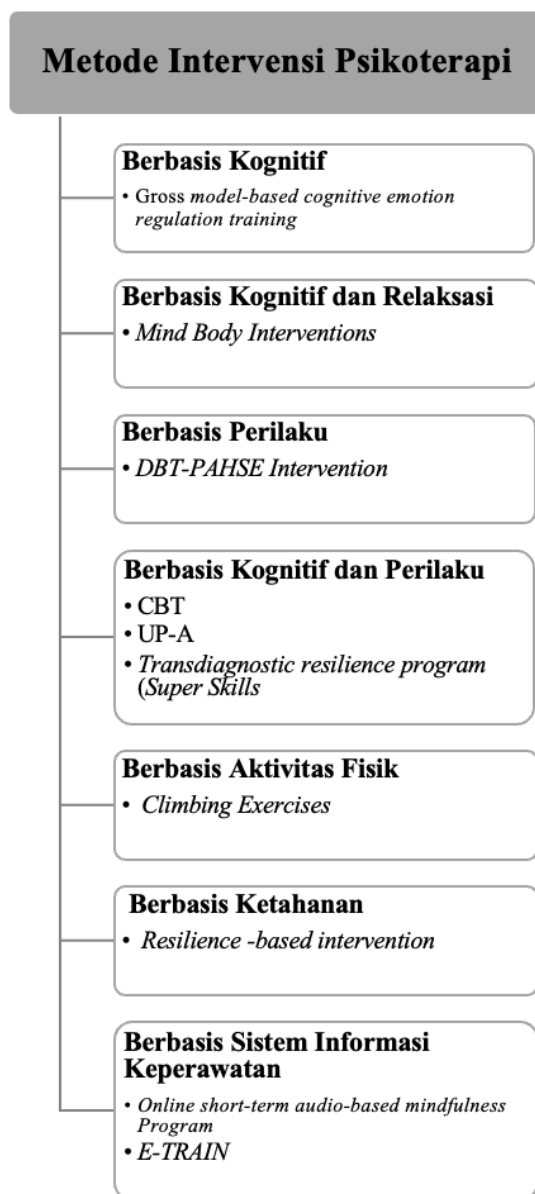 Metode Intervensi Psikoterapi
Berbasis Kognitif
• Gross model-based cognitive emotion
regulation training
Berbasis Kognitif dan Relaksasi
• Mind Body Interventions
Berbasis Perilaku
• DBT-PAHSE Intervention
Berbasis Kognitif dan Perilaku
• CBT
• UP-A
• Transdiagnostic resilience program
(Super Skills
Berbasis Aktivitas Fisik
• Climbing Exercises
Berbasis Ketahanan
• Resilience -based intervention
Berbasis Sistem Informasi
Keperawatan
• Online short-term audio-based mindfulness
Program
• E-TRAIN